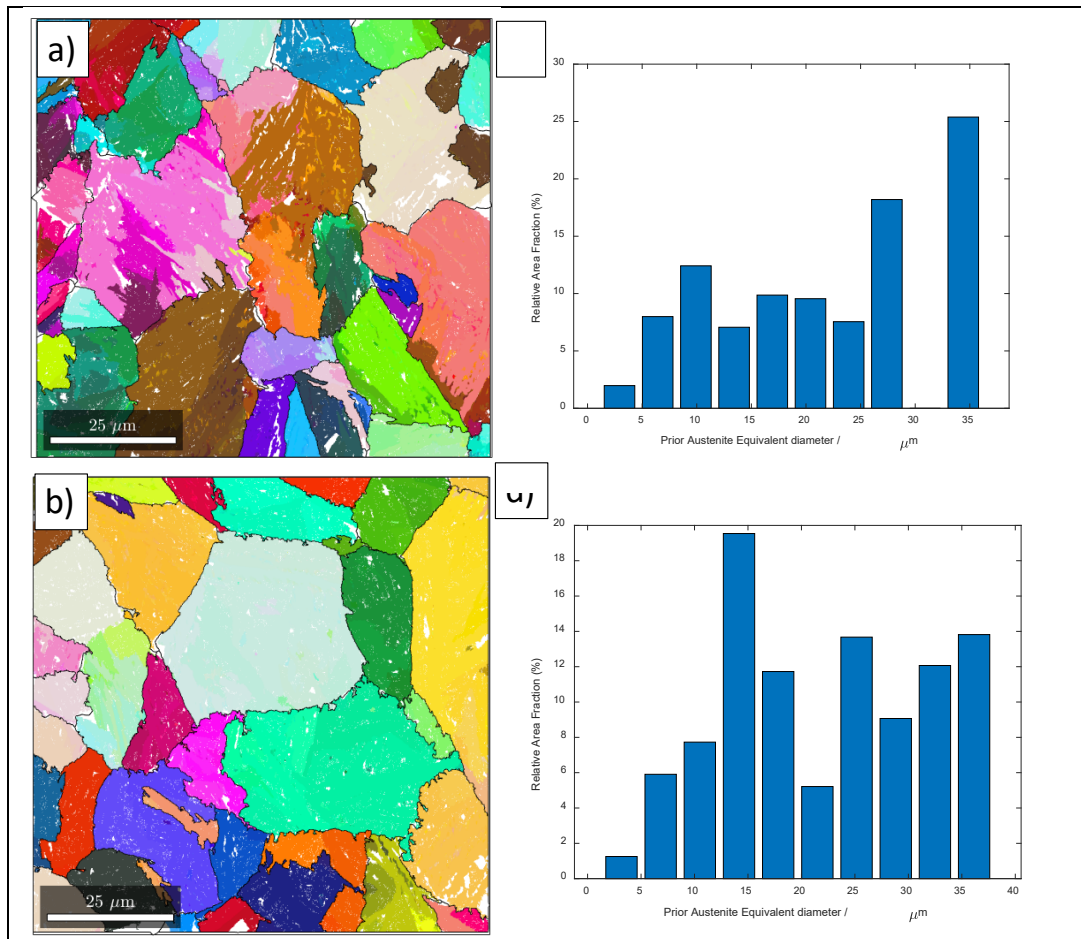 a)
25 μm
30
25
20
15
10
5
0
Relative Area Fraction (%)
0 5 10 15 20 25 30 35
Prior Austenite Equivalent diameter / μm
b)
25 μm
20
18
16
14
12
10
8
6
4
2
0
Relative Area Fraction (%)
0 5 10 15 20 25 30 35 40
Prior Austenite Equivalent diameter / μm